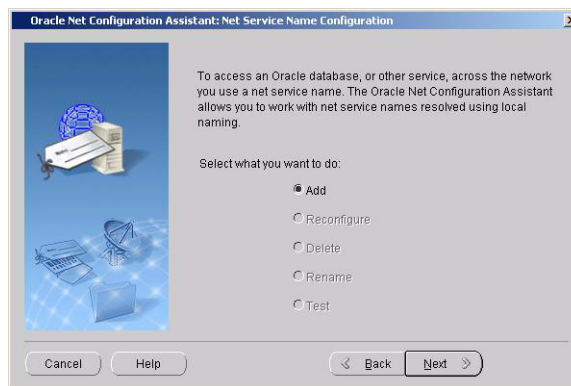 Oracle Net Configuration Assistant: Net Service Name Configuration
To access an Oracle database, or other service, across the network
you use a net service name. The Oracle Net Configuration Assistant
allows you to work with net service names resolved using local
naming.
Select what you want to do:
Add
Reconfigure
Delete
Rename
Test
Cancel
Help
Back
Next